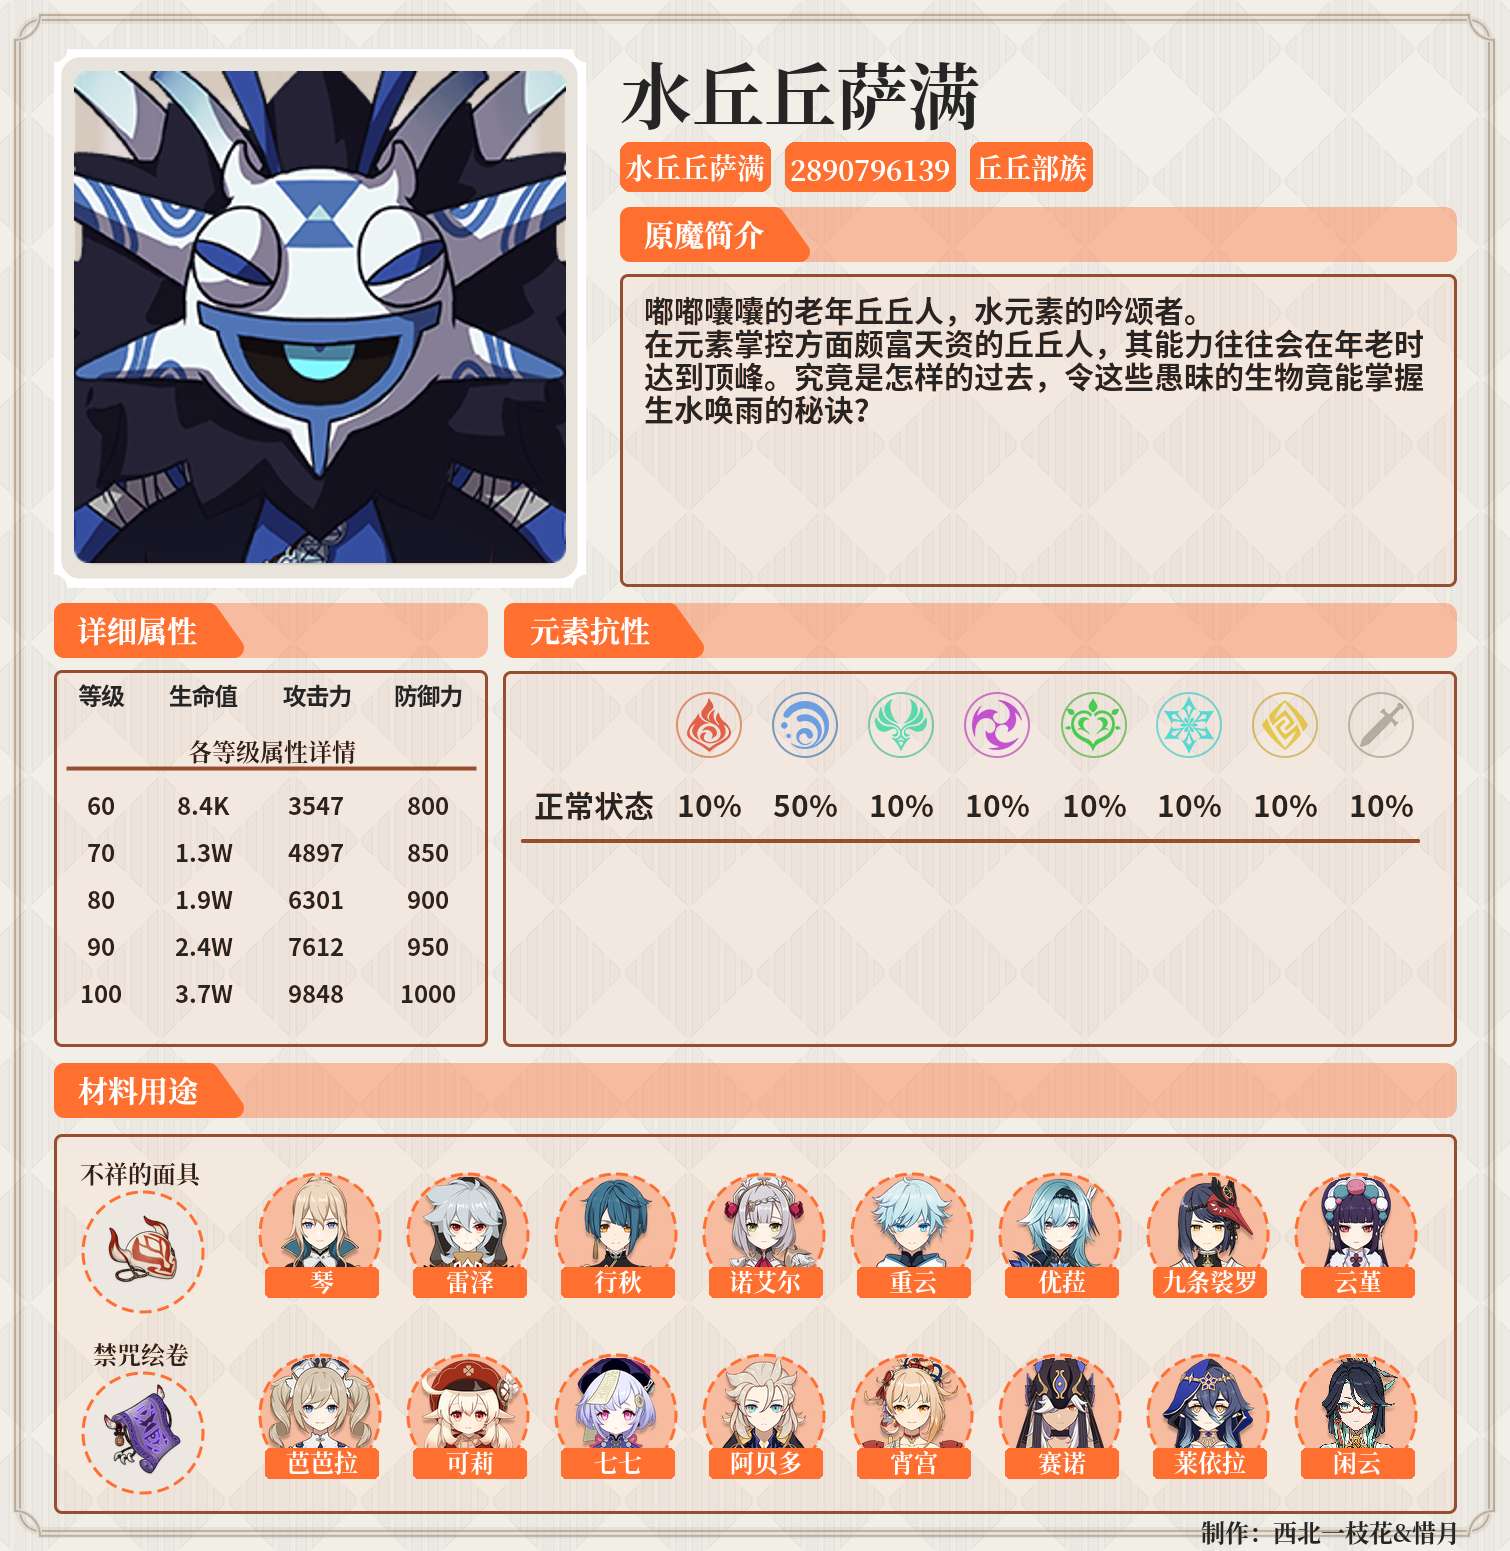 水丘丘萨满
水丘丘萨满 2890796139 丘丘部族
原魔简介
嘟嘟囔囔的老年丘丘人，水元素的吟颂者。
在元素掌控方面颇富天资的丘丘人，其能力往往会在年老时
达到顶峰。究竟是怎样的过去，令这些愚昧的生物竟能掌握
生水唤雨的秘诀？
详细属性
等级 生命值 攻击力 防御力
各等级属性详情
60 8.4K 3547 800
70 1.3W 4897 850
80 1.9W 6301 900
90 2.4W 7612 950
100 3.7W 9848 1000
元素抗性
正常状态 10% 50% 10% 10% 10% 10% 10% 10%
材料用途
不祥的面具
琴 雷泽 行秋 诺艾尔 重云 优菈 九条裟罗 云堇
禁咒绘卷
芭芭拉 可莉 七七 阿贝多 宵宫 赛诺 莱依拉 闲云
制作：西北一枝花&惜月